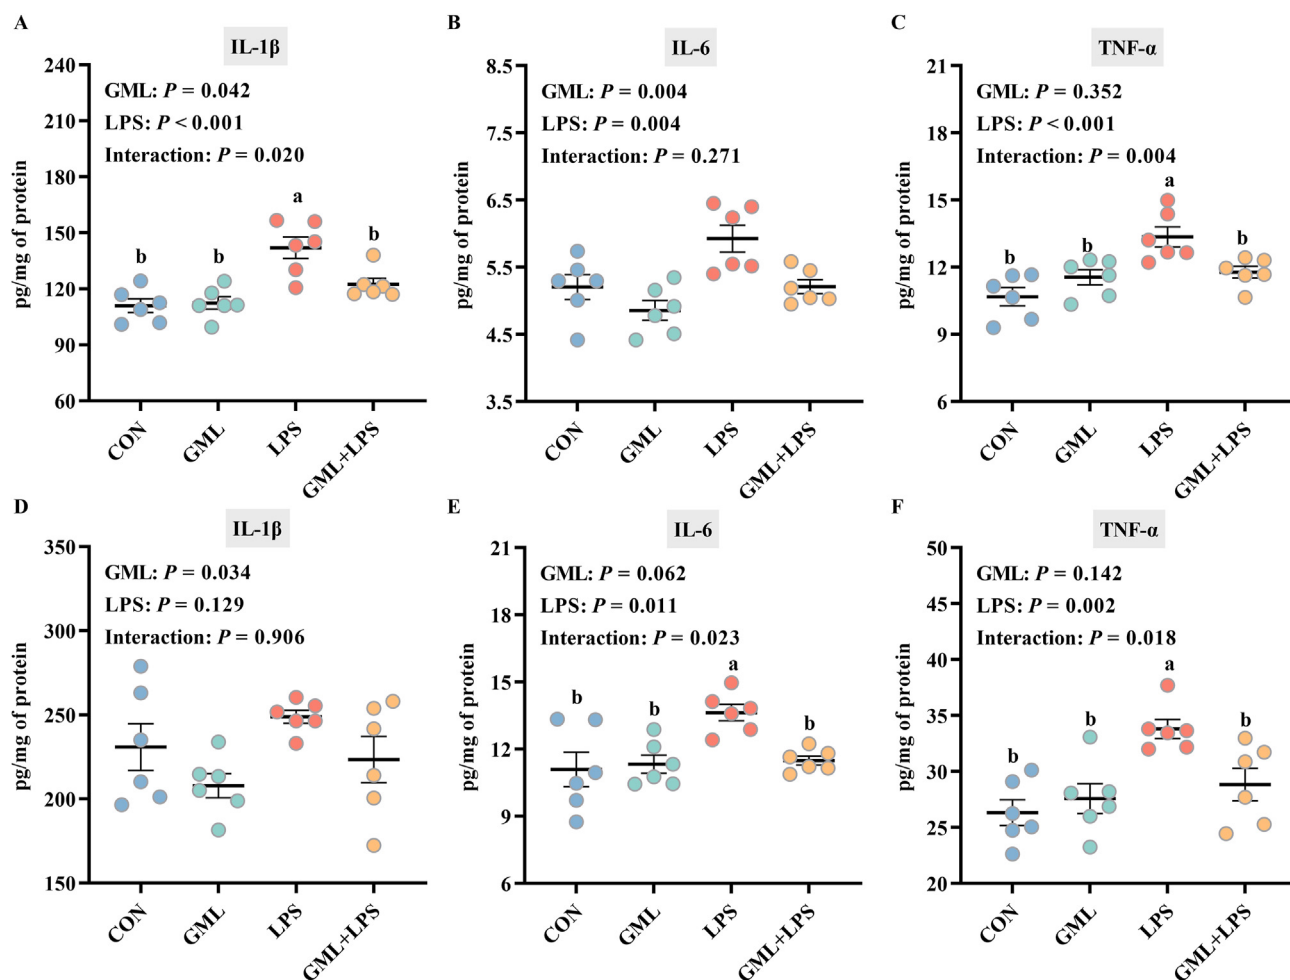 A
IL-1β
pg/mg of protein
240
210
180
150
120
90
60
GML: P = 0.042
LPS: P < 0.001
Interaction: P = 0.020
b
b
a
b
CON
GML
LPS
GML+LPS
B
IL-6
pg/mg of protein
8.5
7.5
6.5
5.5
4.5
3.5
GML: P = 0.004
LPS: P = 0.004
Interaction: P = 0.271
CON
GML
LPS
GML+LPS
C
TNF-α
pg/mg of protein
21
18
15
12
9
6
GML: P = 0.352
LPS: P < 0.001
Interaction: P = 0.004
b
b
a
b
CON
GML
LPS
GML+LPS
D
IL-1β
pg/mg of protein
350
300
250
200
150
GML: P = 0.034
LPS: P = 0.129
Interaction: P = 0.906
CON
GML
LPS
GML+LPS
E
IL-6
pg/mg of protein
21
18
15
12
9
6
GML: P = 0.062
LPS: P = 0.011
Interaction: P = 0.023
b
b
a
b
CON
GML
LPS
GML+LPS
F
TNF-α
pg/mg of protein
50
45
40
35
30
25
20
GML: P = 0.142
LPS: P = 0.002
Interaction: P = 0.018
b
b
a
b
CON
GML
LPS
GML+LPS